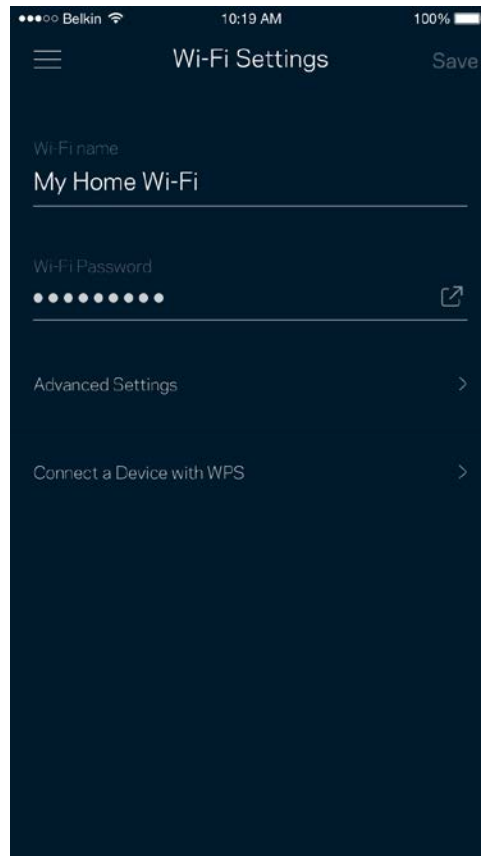 Belkin 10:19 AM 100%
Wi-Fi Settings Save
Wi-Fi name
My Home Wi-Fi
Wi-Fi Password
●●●●●●●●●
Advanced Settings
Connect a Device with WPS